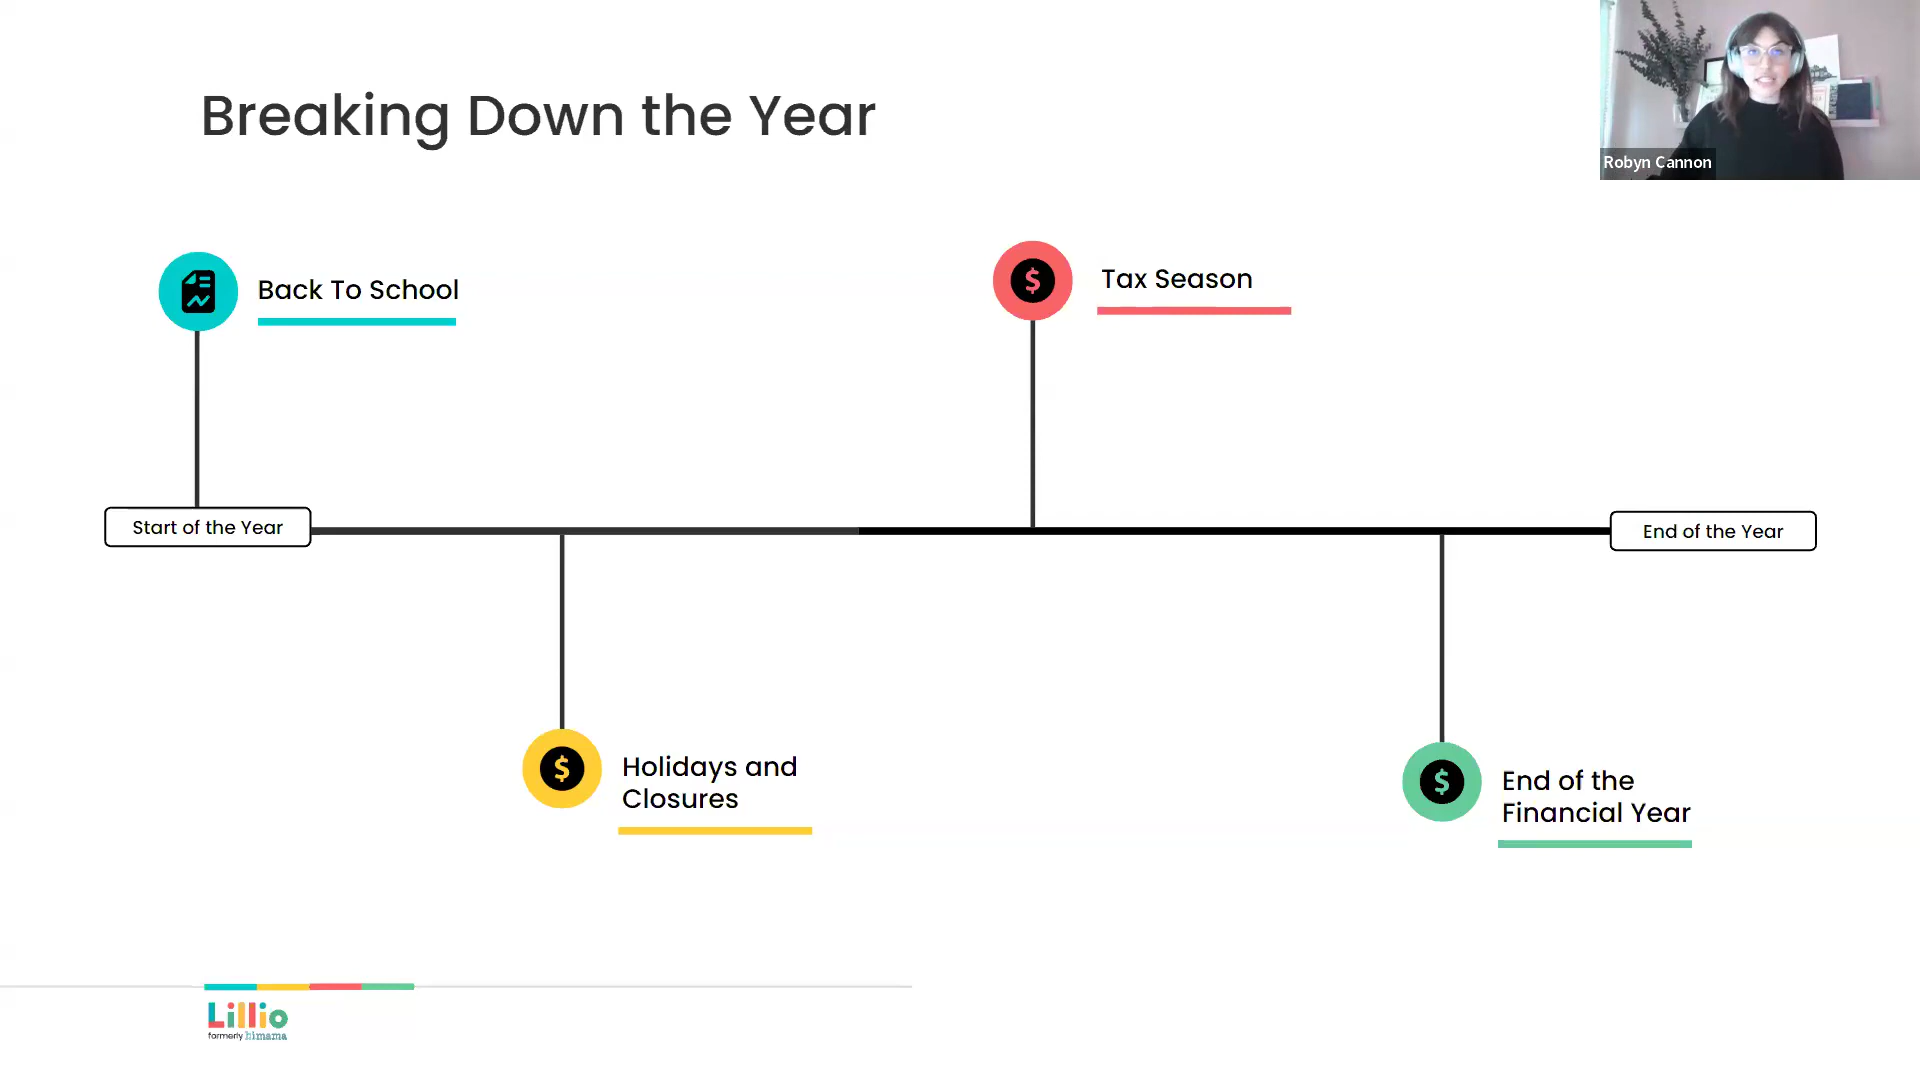 Breaking Down the Year
Robyn Cannon
Back To School
Tax Season
Start of the Year
End of the Year
Holidays and
Closures
End of the
Financial Year
Lillio
formerly himama